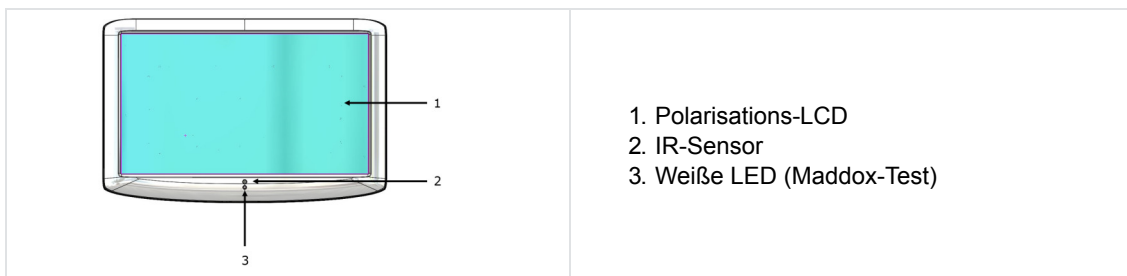 1
2
3
1. Polarisations-LCD
2. IR-Sensor
3. Weiße LED (Maddox-Test)